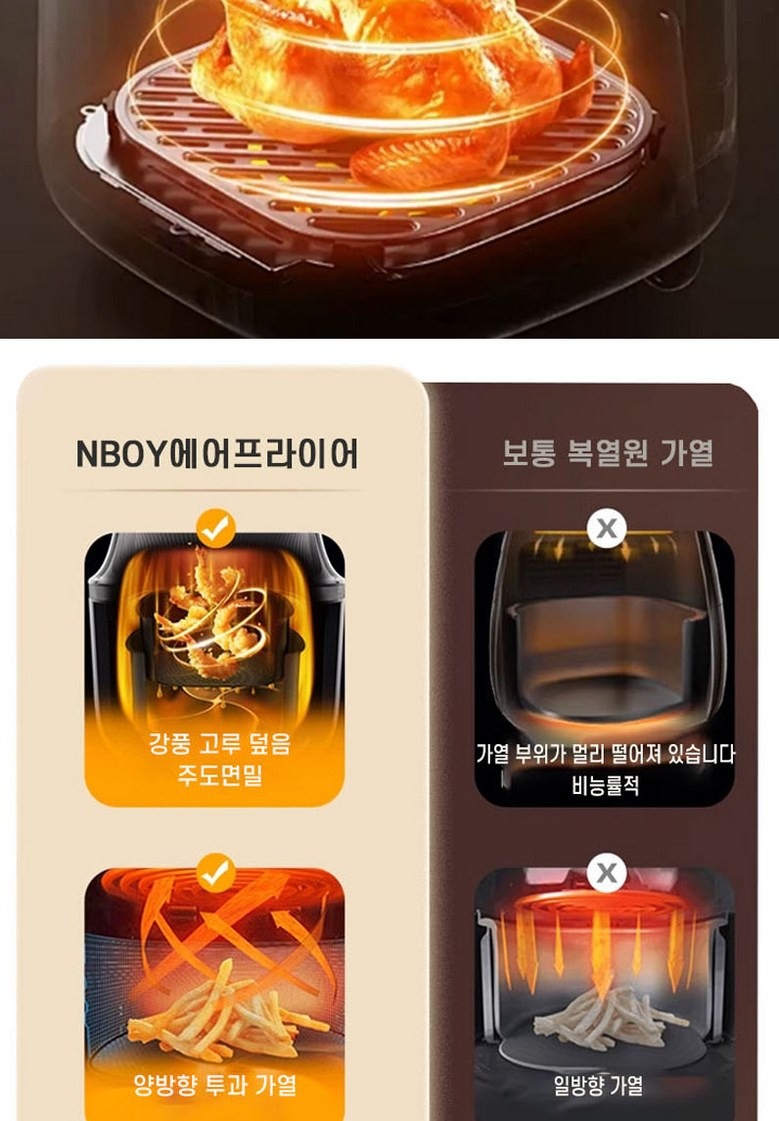 NBOY에어프라이어
보통 복열원 가열
X
강풍 고루 덮음
주도면밀
가열 부위가 멀리 떨어져 있습니다
비능률적
X
양방향 투과 가열
일방향 가열